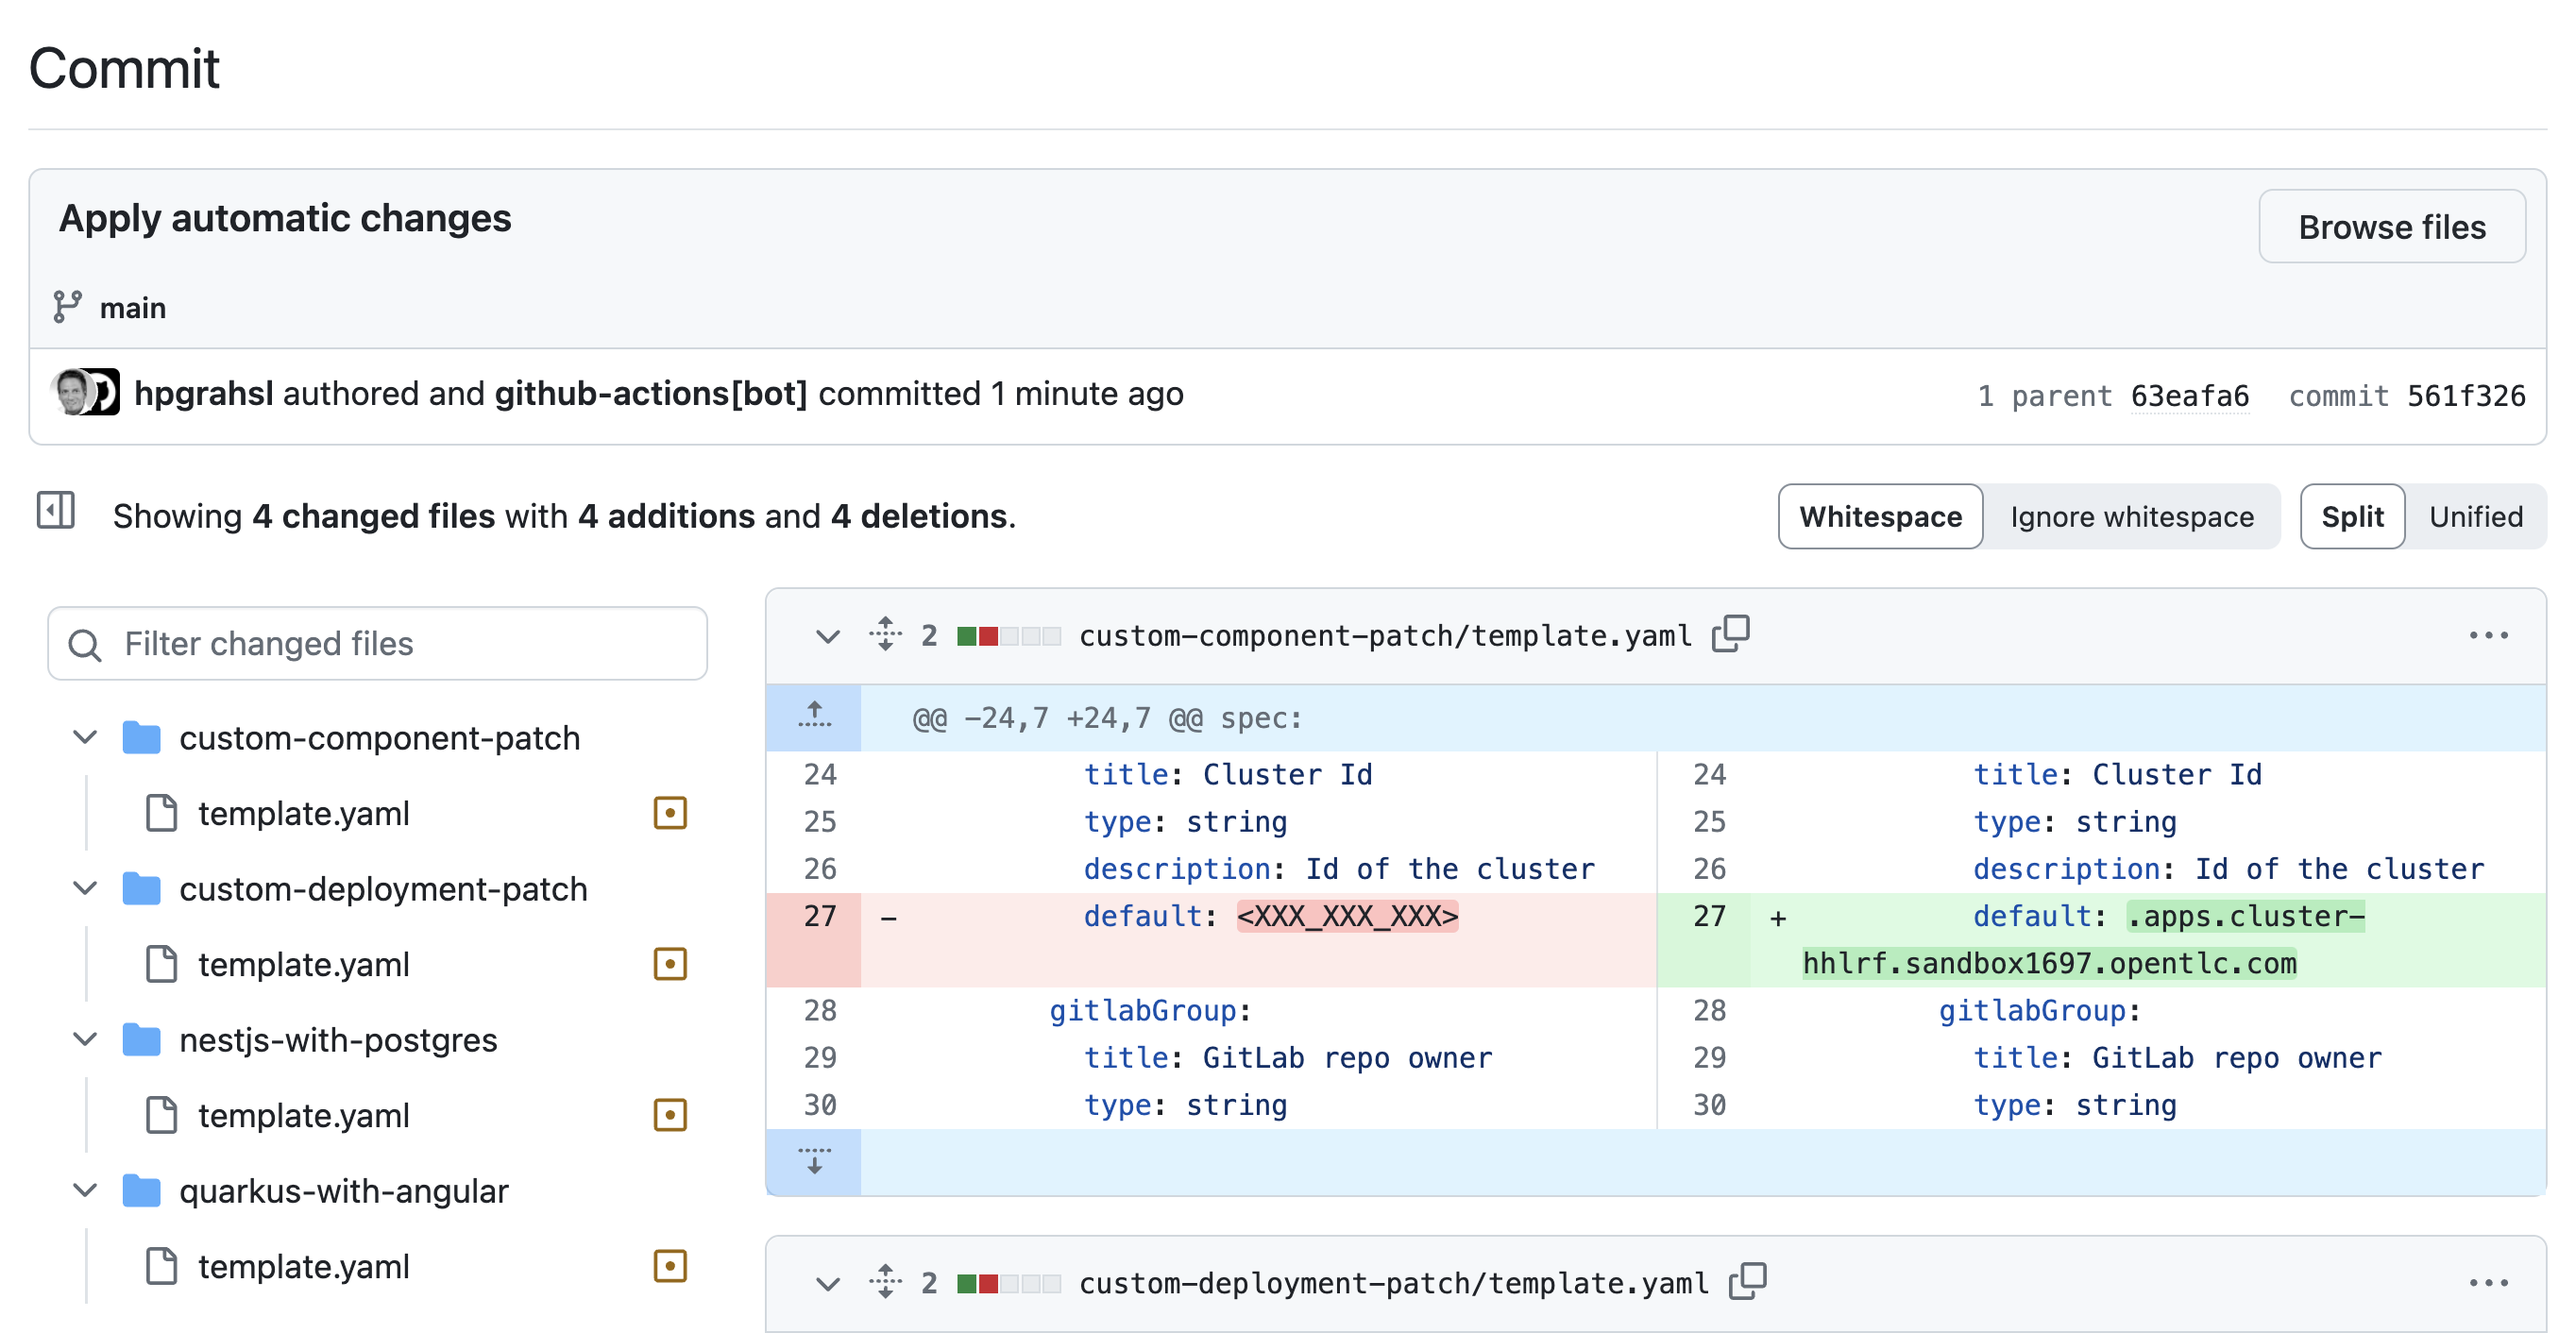 Commit
Apply automatic changes
Browse files
main
hpgrahsl authored and github-actions[bot] committed 1 minute ago
1 parent 63eafa6 commit 561f326
Showing 4 changed files with 4 additions and 4 deletions.
Whitespace Ignore whitespace Split Unified
Filter changed files
custom-component-patch
template.yaml
custom-deployment-patch
template.yaml
nestjs-with-postgres
template.yaml
quarkus-with-angular
template.yaml
2 custom-component-patch/template.yaml
@@ -24,7 +24,7 @@ spec:
24 title: Cluster Id
25 type: string
26 description: Id of the cluster
27 - default: <XXX_XXX_XXX>
28 gitlabGroup:
29 title: GitLab repo owner
30 type: string
24 title: Cluster Id
25 type: string
26 description: Id of the cluster
27 + default: .apps.cluster-
hhlrf.sandbox1697.opentlc.com
28 gitlabGroup:
29 title: GitLab repo owner
30 type: string
2 custom-deployment-patch/template.yaml